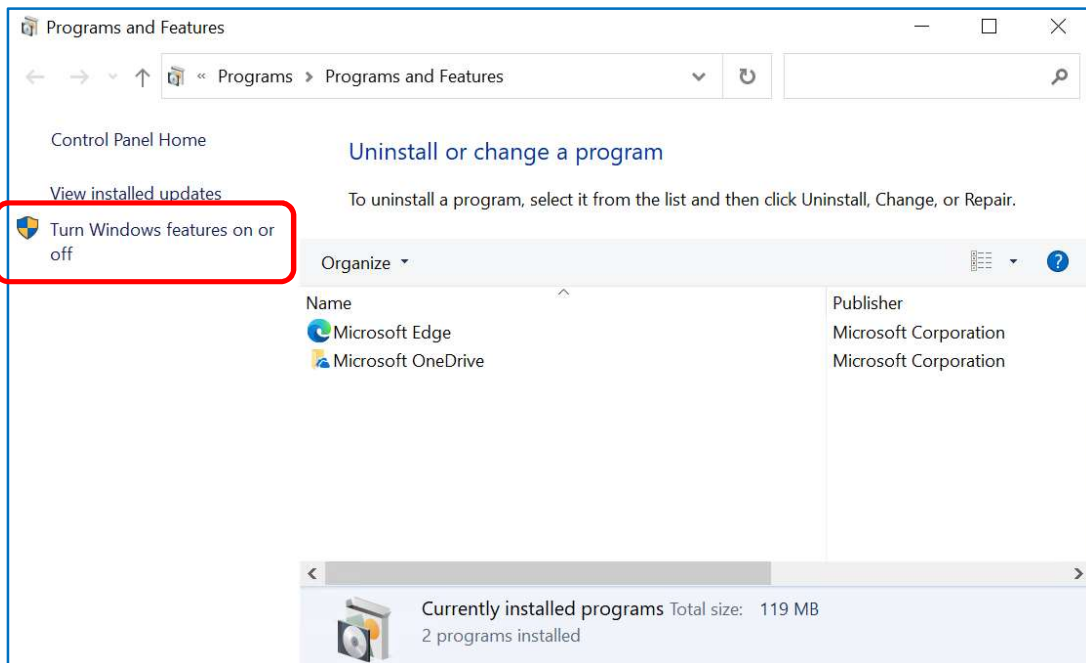 Programs and Features
« Programs > Programs and Features
Control Panel Home
View installed updates
Turn Windows features on or
off
Uninstall or change a program
To uninstall a program, select it from the list and then click Uninstall, Change, or Repair.
Organize
Name Publisher
Microsoft Edge Microsoft Corporation
Microsoft OneDrive Microsoft Corporation
Currently installed programs Total size: 119 MB
2 programs installed